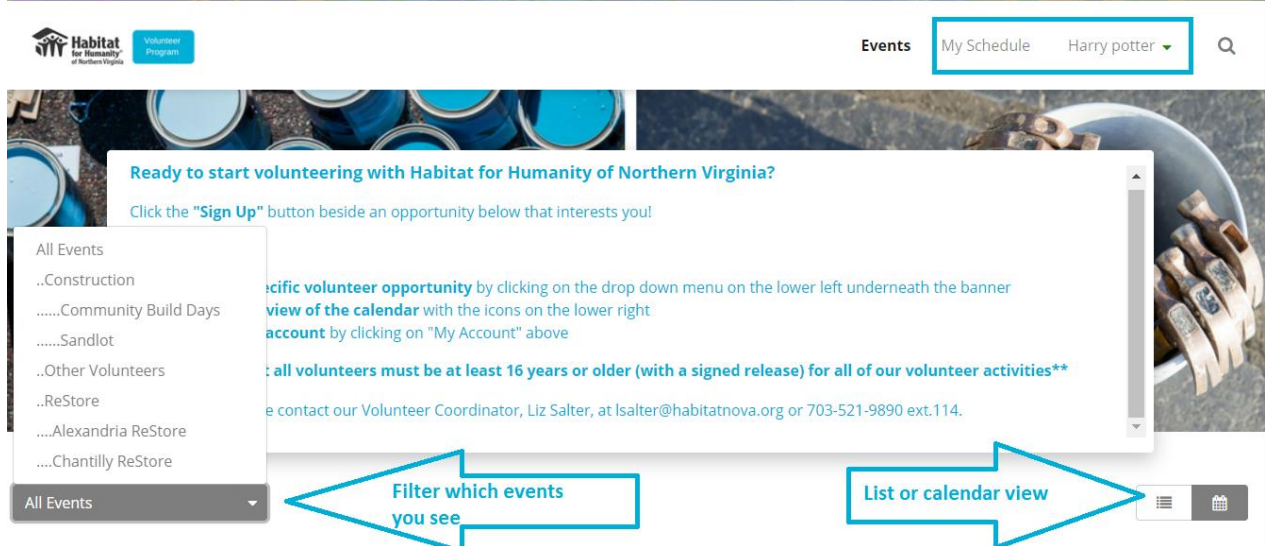 Habitat
for Humanity
of Northern Virginia
Volunteer
Program
Events My Schedule Harry potter
Ready to start volunteering with Habitat for Humanity of Northern Virginia?
Click the "Sign Up" button beside an opportunity below that interests you!
All Events
..Construction
......Community Build Days
......Sandlot
..Other Volunteers
..ReStore
....Alexandria ReStore
....Chantilly ReStore
volunteer opportunity by clicking on the drop down menu on the lower left underneath the banner
view of the calendar with the icons on the lower right
account by clicking on "My Account" above
all volunteers must be at least 16 years or older (with a signed release) for all of our volunteer activities**
contact our Volunteer Coordinator, Liz Salter, at lsalter@habitatnova.org or 703-521-9890 ext.114.
All Events
Filter which events
you see
List or calendar view